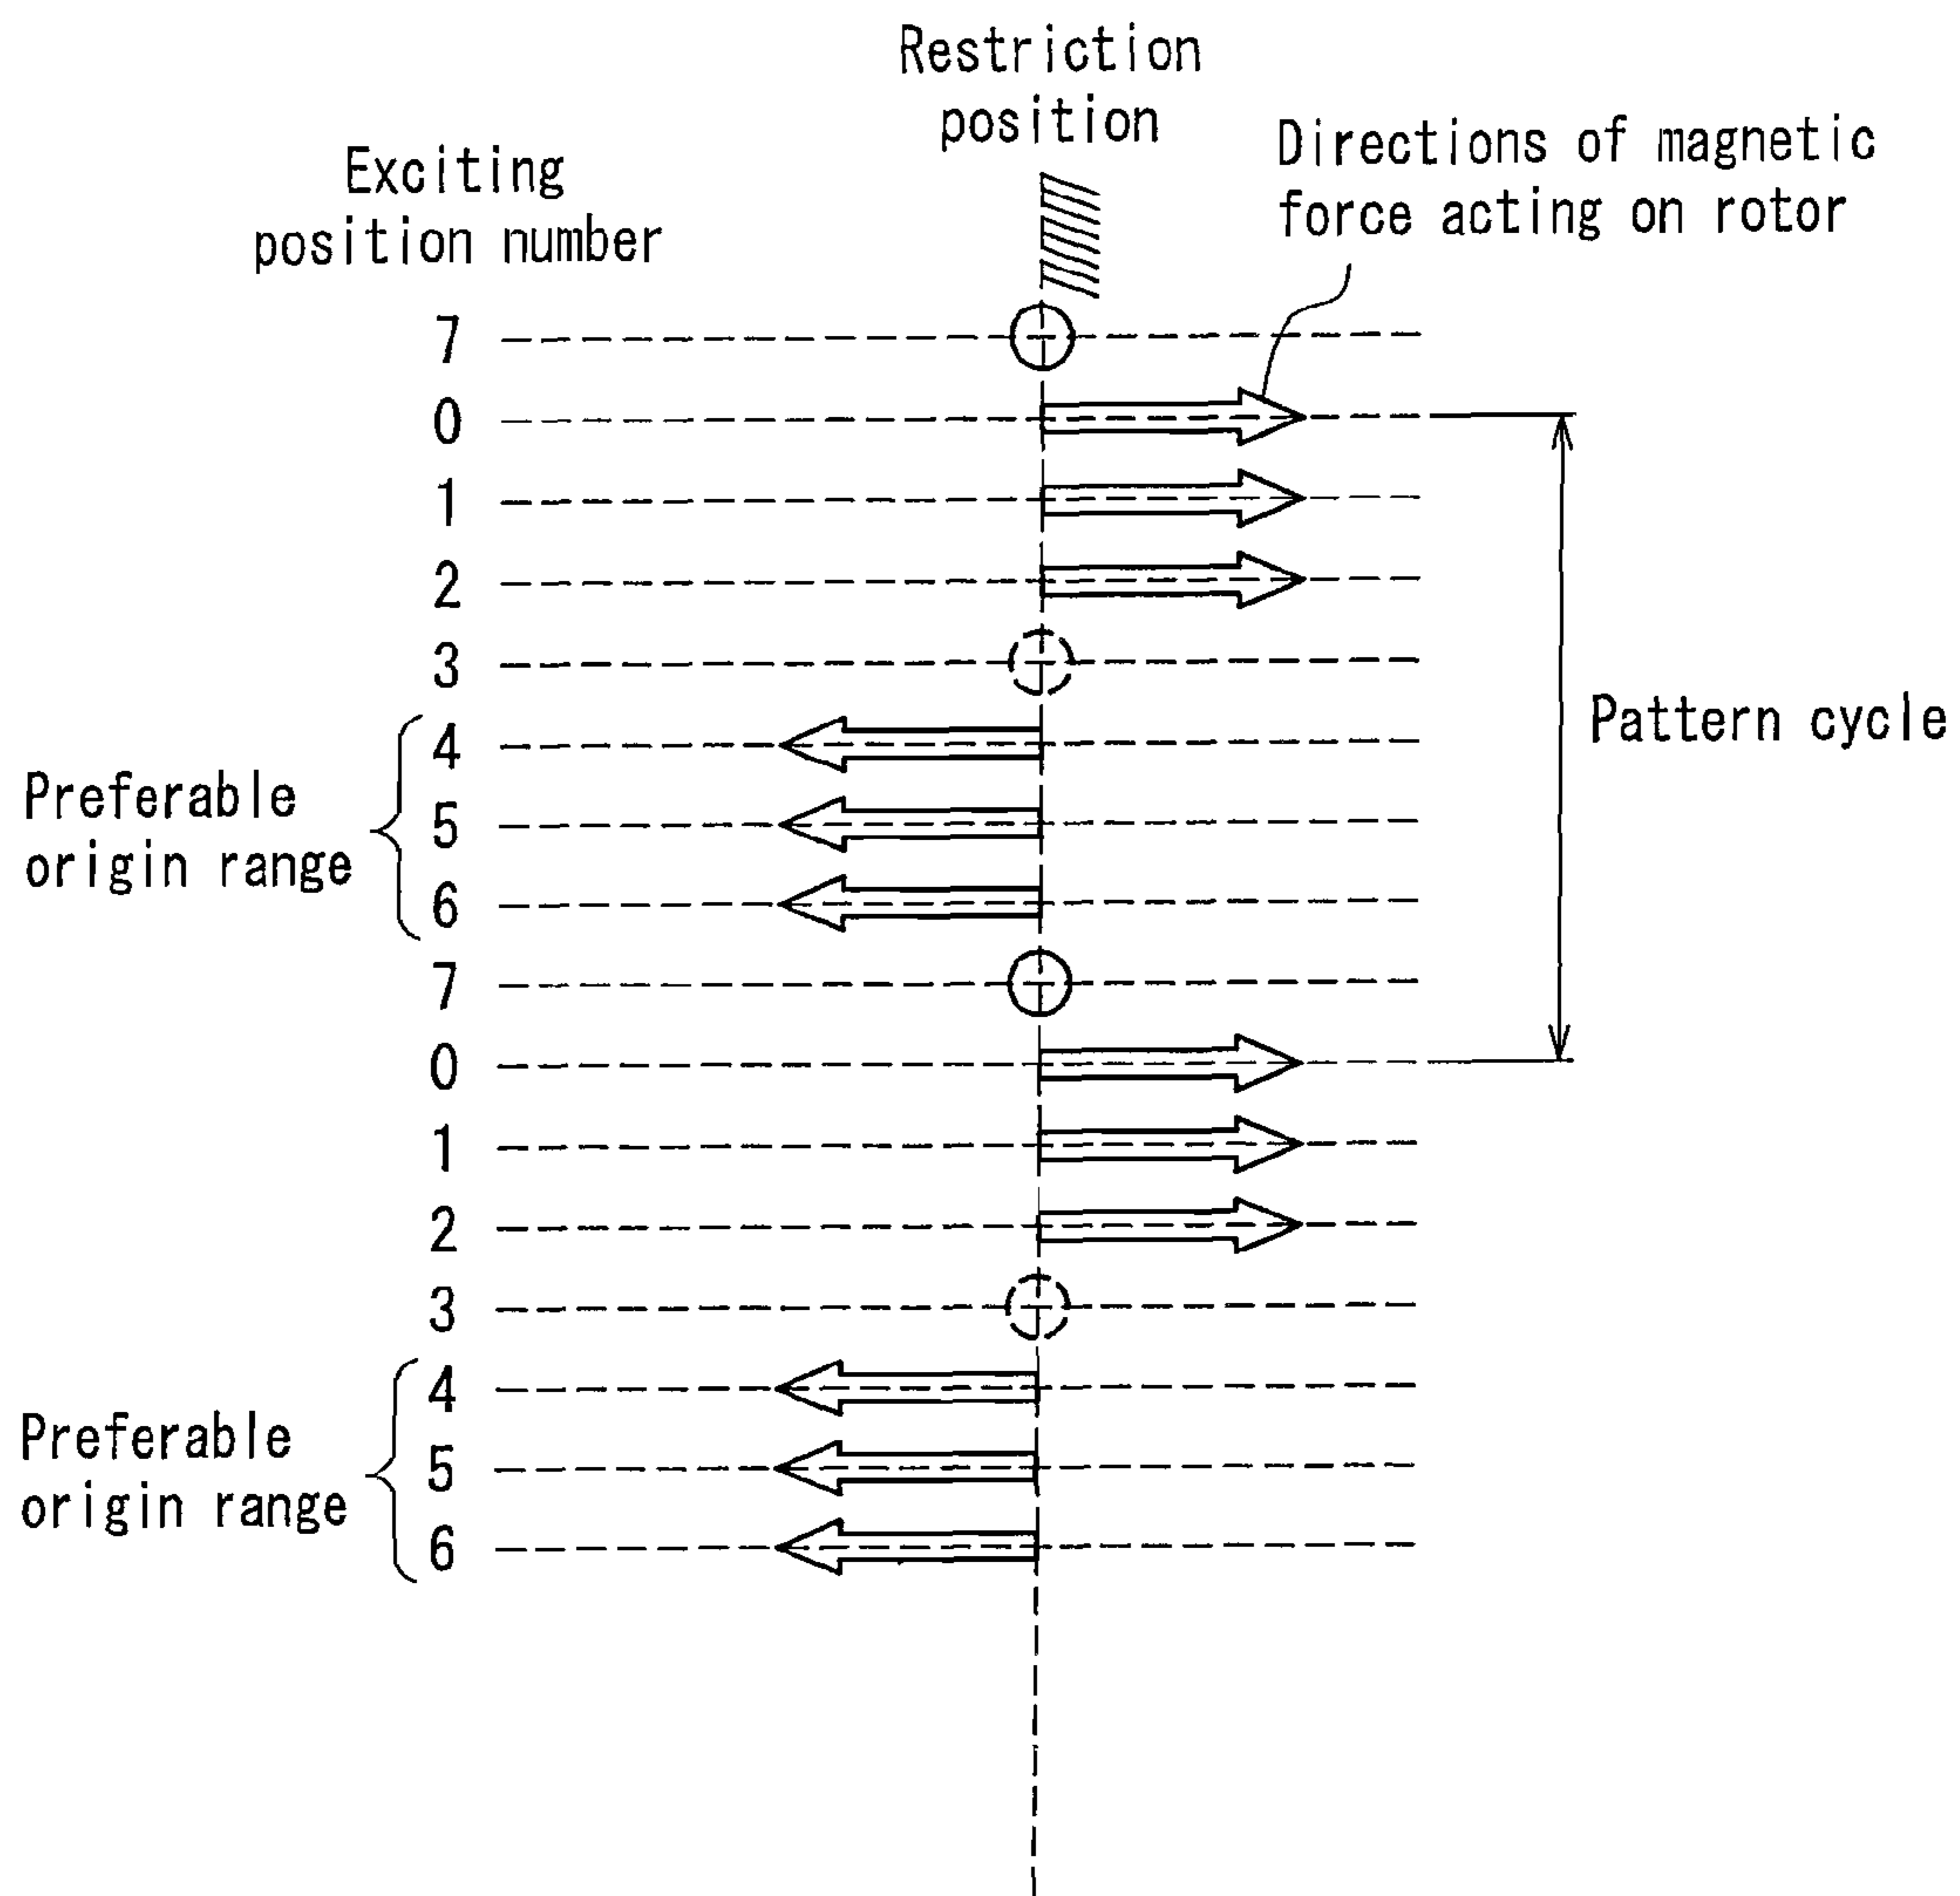 Restriction
position
Directions of magnetic
force acting on rotor
Exciting
position number
7
0
1
2
3
4
5
6
7
0
1
2
3
4
5
6
Preferable
origin range
Pattern cycle
Preferable
origin range